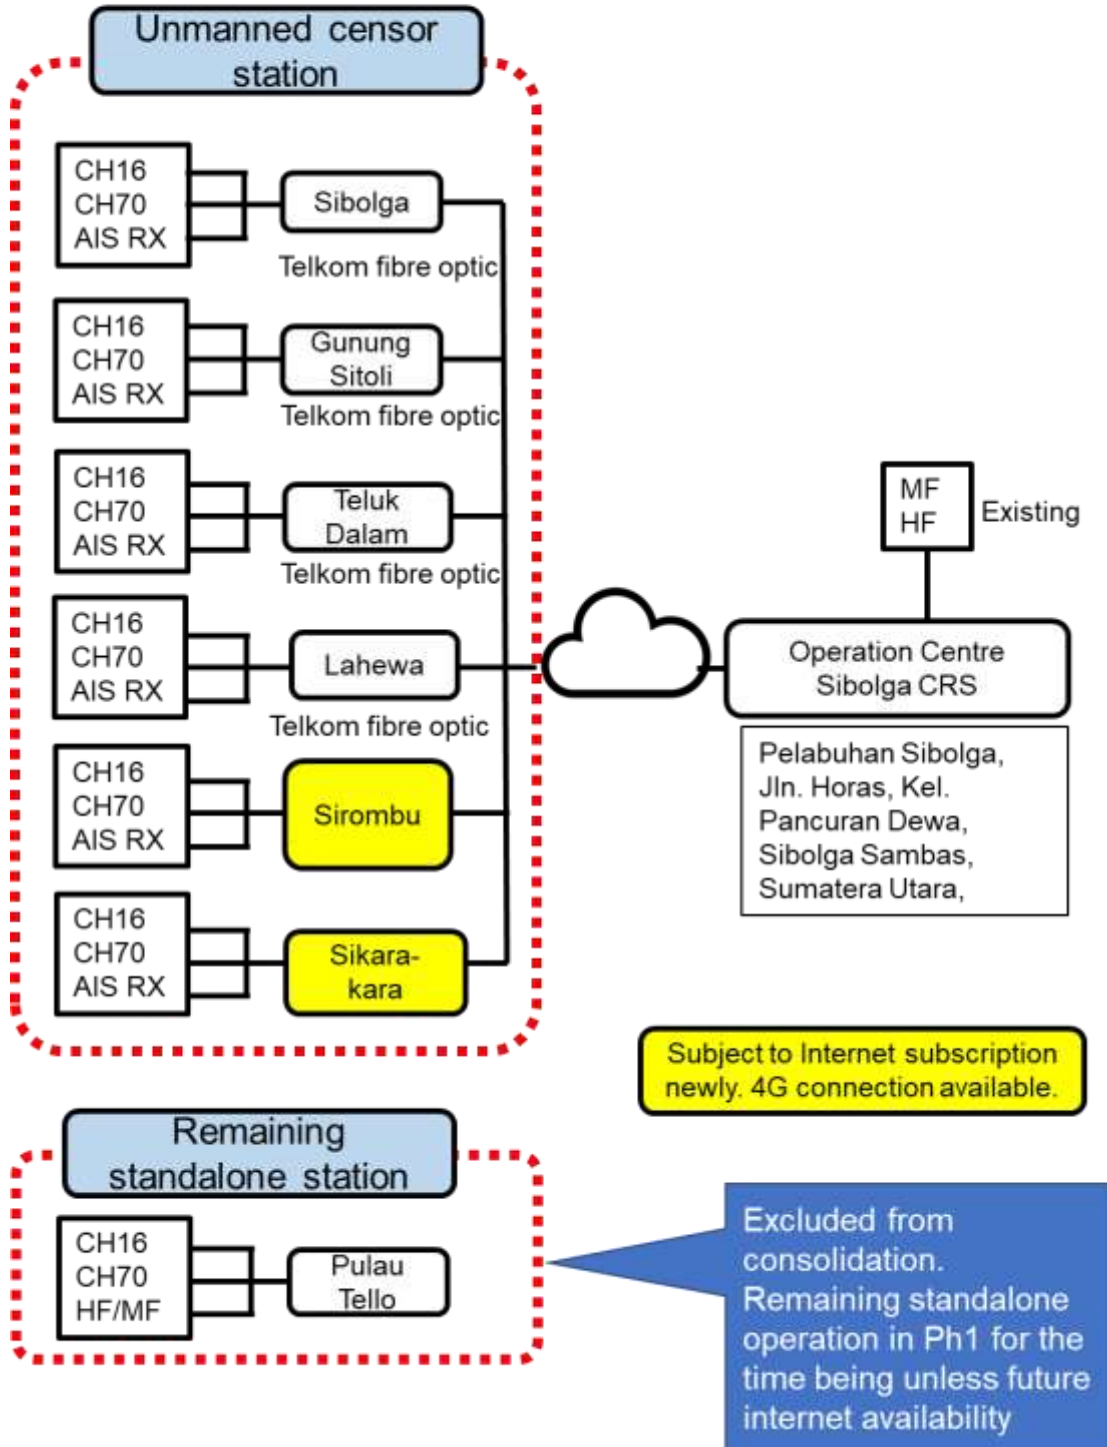 Unmanned censor
station
CH16
CH70
AIS RX
Sibolga
Telkom fibre optic
CH16
CH70
AIS RX
Gunung
Sitoli
Telkom fibre optic
CH16
CH70
AIS RX
Teluk
Dalam
Telkom fibre optic
CH16
CH70
AIS RX
Lahewa
Telkom fibre optic
CH16
CH70
AIS RX
Sirombu
CH16
CH70
AIS RX
Sikara-
kara
MF
HF
Existing
Operation Centre
Sibolga CRS
Pelabuhan Sibolga,
Jln. Horas, Kel.
Pancuran Dewa,
Sibolga Sambas,
Sumatera Utara,
Subject to Internet subscription
newly. 4G connection available.
Remaining
standalone station
CH16
CH70
HF/MF
Pulau
Tello
Excluded from
consolidation.
Remaining standalone
operation in Ph1 for the
time being unless future
internet availability